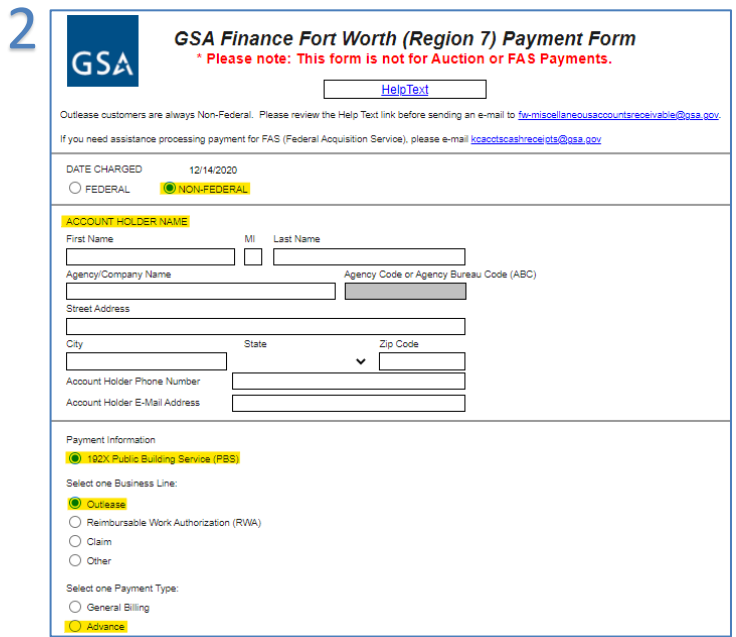 2
GSA
GSA Finance Fort Worth (Region 7) Payment Form
* Please note: This form is not for Auction or FAS Payments.
HelpText
Outlease customers are always Non-Federal. Please review the Help Text link before sending an e-mail to fw-miscellaneousaccountsreceivable@gsa.gov.
If you need assistance processing payment for FAS (Federal Acquisition Service), please e-mail kcacctscashreceipts@gsa.gov
DATE CHARGED 12/14/2020
FEDERAL NON-FEDERAL
ACCOUNT HOLDER NAME
First Name MI Last Name
Agency/Company Name Agency Code or Agency Bureau Code (ABC)
Street Address
City State Zip Code
Account Holder Phone Number
Account Holder E-Mail Address
Payment Information
192X Public Building Service (PBS)
Select one Business Line:
Outlease
Reimbursable Work Authorization (RWA)
Claim
Other
Select one Payment Type:
General Billing
Advance